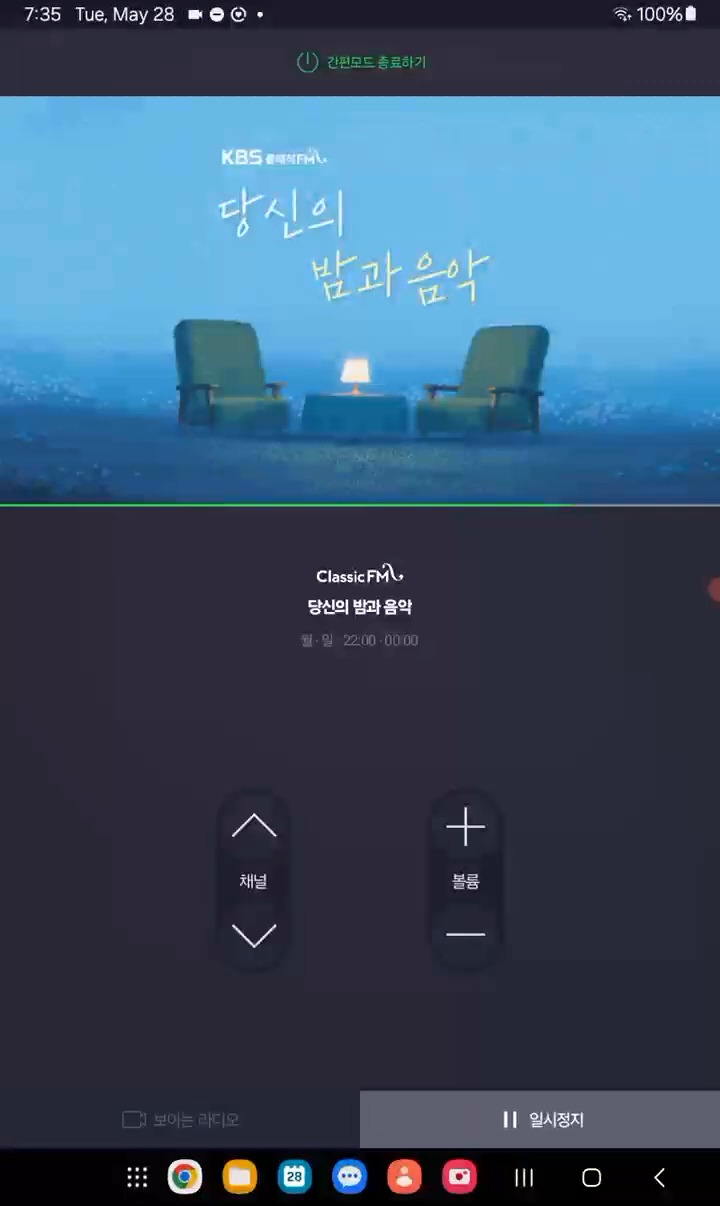 7:35 Tue, May 28 100%
간편모드 종료하기
KBS 클래식FM
당신의
밤과 음악
Classic FM
당신의 밤과 음악
월 - 일 22:00 - 00:00
채널
볼륨
보이는 라디오
일시정지
28